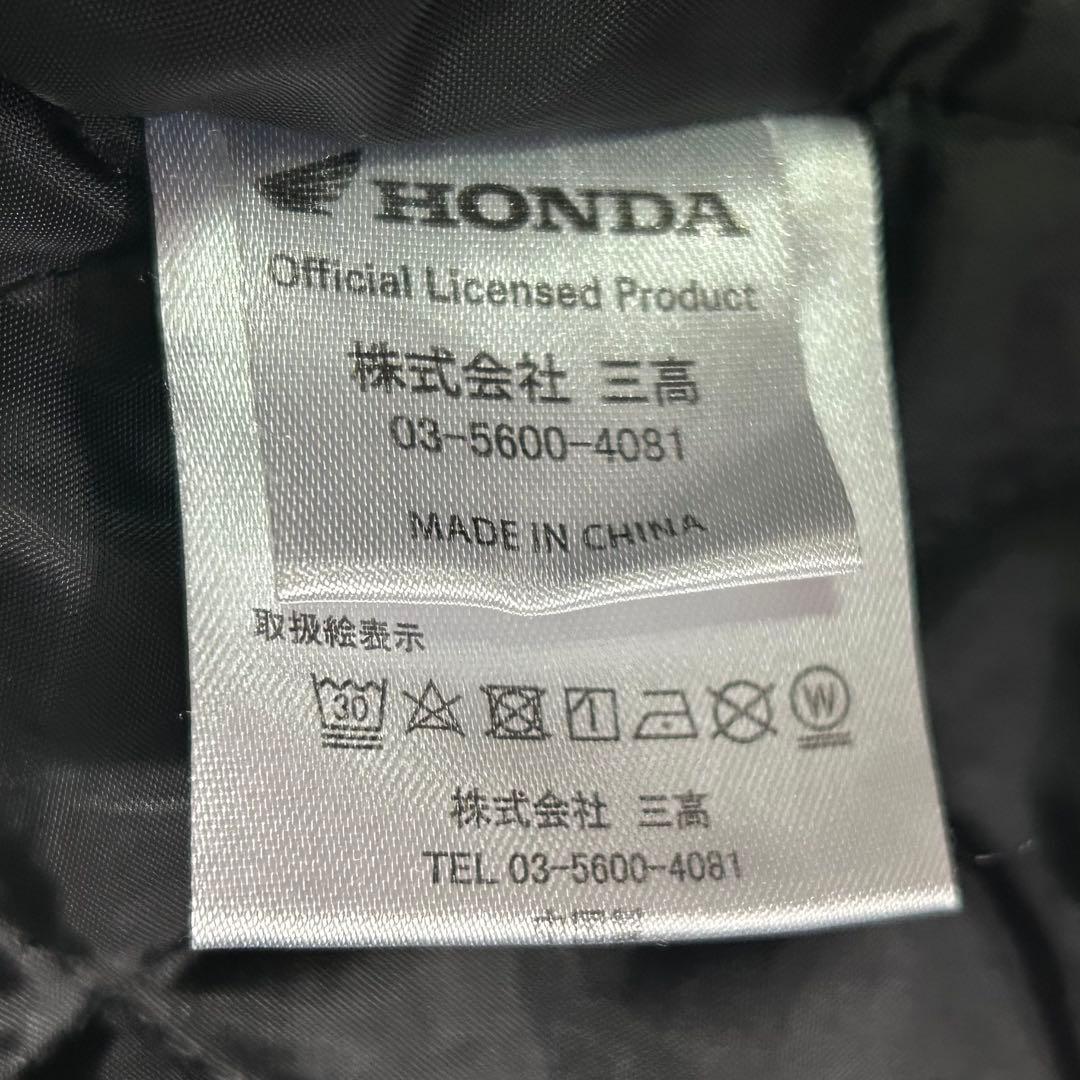 HONDA
Official Licensed Product
株式会社 三高
03-5600-4081
MADE IN CHINA
取扱絵表示
30
W
株式会社 三高
TEL 03-5600-4081